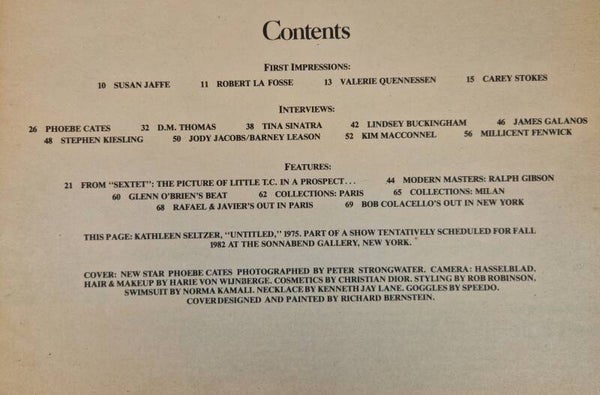 Contents
FIRST IMPRESSIONS:
10 SUSAN JAFFE 11 ROBERT LA FOSSE 13 VALERIE QUENNESSEN 15 CAREY STOKES
INTERVIEWS:
26 PHOEBE CATES 32 D.M. THOMAS 38 TINA SINATRA 42 LINDSEY BUCKINGHAM 46 JAMES GALANOS
48 STEPHEN KIESLING 50 JODY JACOBS/BARNEY LEASON 52 KIM MACCONNEL 56 MILLICENT FENWICK
FEATURES:
21 FROM "SEXTET": THE PICTURE OF LITTLE T.C. IN A PROSPECT... 44 MODERN MASTERS: RALPH GIBSON
60 GLENN O'BRIEN'S BEAT 62 COLLECTIONS: PARIS 65 COLLECTIONS: MILAN
68 RAFAEL & JAVIER'S OUT IN PARIS 69 BOB COLACELLO'S OUT IN NEW YORK
THIS PAGE: KATHLEEN SELTZER, "UNTITLED," 1975. PART OF A SHOW TENTATIVELY SCHEDULED FOR FALL
1982 AT THE SONNABEND GALLERY, NEW YORK.
COVER: NEW STAR PHOEBE CATES PHOTOGRAPHED BY PETER STRONGWATER. CAMERA: HASSELBLAD.
HAIR & MAKEUP BY HARIE VON WIJNBERGE. COSMETICS BY CHRISTIAN DIOR. STYLING BY ROB ROBINSON.
SWIMSUIT BY NORMA KAMALI. NECKLACE BY KENNETH JAY LANE. GOGGLES BY SPEEDO.
COVER DESIGNED AND PAINTED BY RICHARD BERNSTEIN.